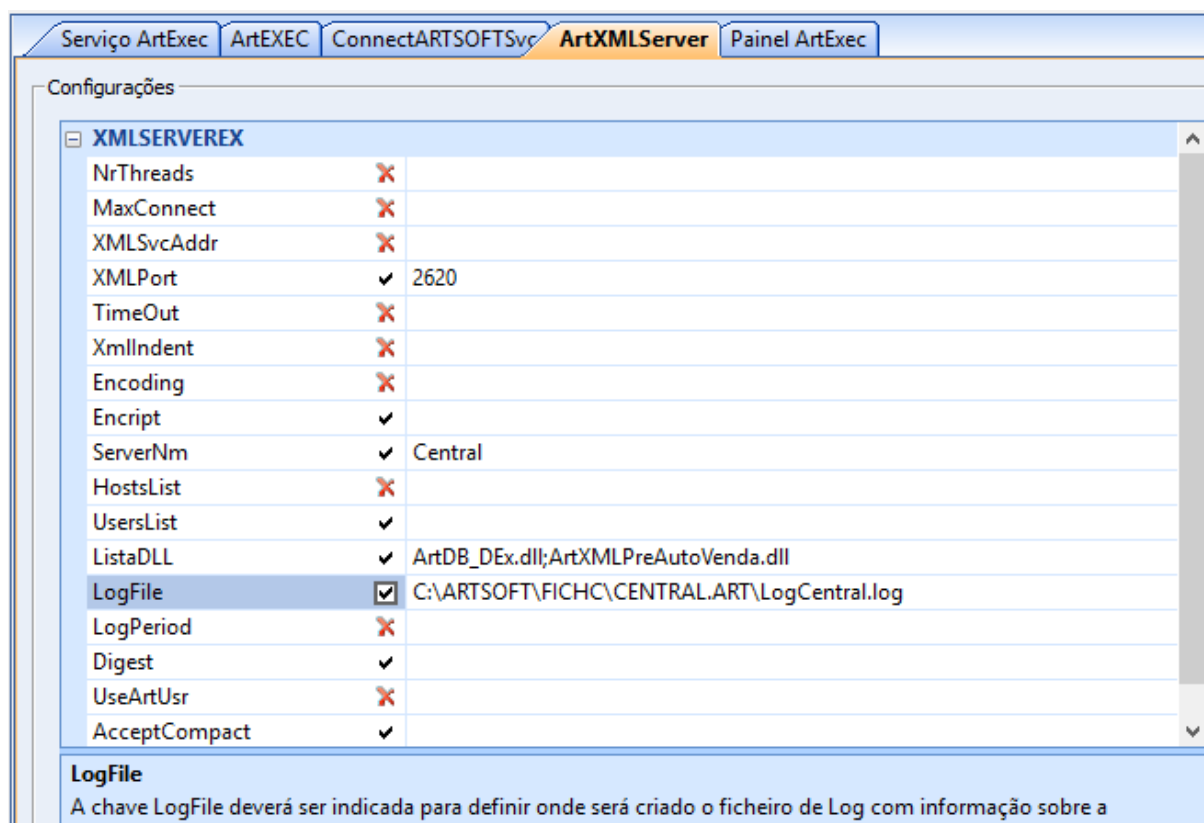 Serviço ArtExec ArtEXEC ConnectARTSOFTSvc ArtXMLServer Painel ArtExec
Configurações
XMLSERVEREX
NrThreads
MaxConnect
XMLSvcAddr
XMLPort 2620
TimeOut
XmlIndent
Encoding
Encript
ServerNm Central
HostsList
UsersList
ListaDLL ArtDB_DEx.dll;ArtXMLPreAutoVenda.dll
LogFile C:\ARTSOFT\FICHC\CENTRAL.ART\LogCentral.log
LogPeriod
Digest
UseArtUsr
AcceptCompact
LogFile
A chave LogFile deverá ser indicada para definir onde será criado o ficheiro de Log com informação sobre a